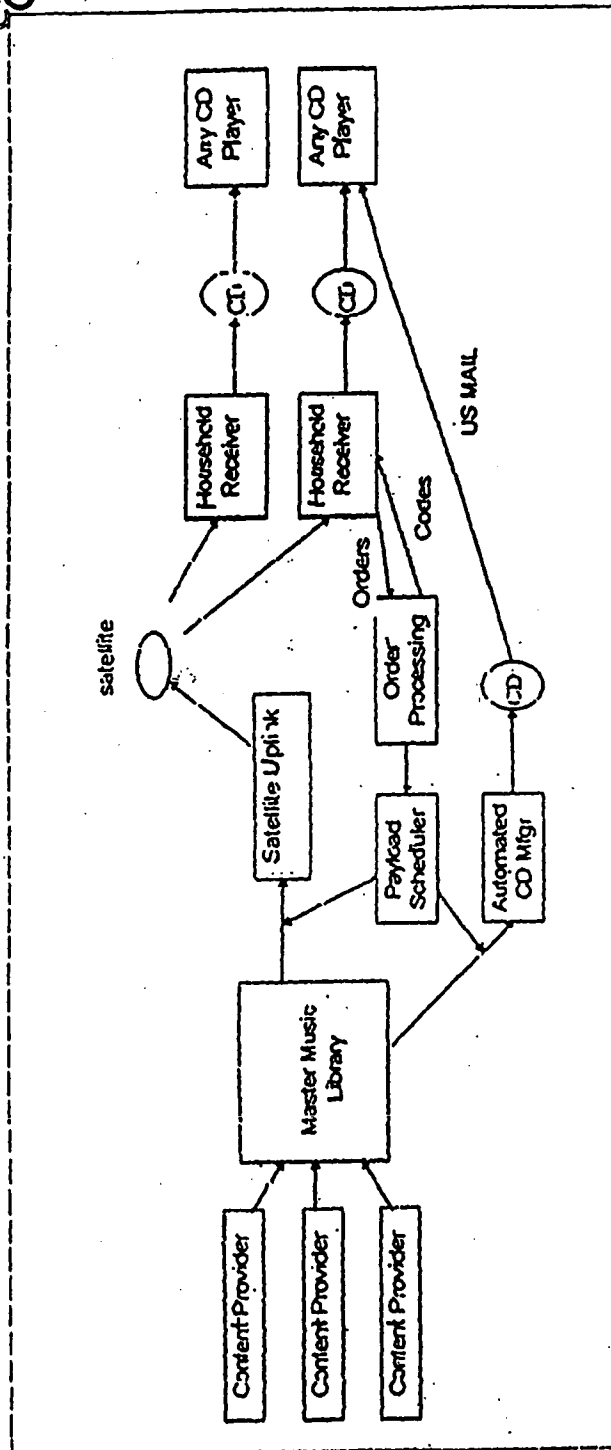 Content Provider
Content Provider
Content Provider
Master Music
Library
Satellite Uplink
satellite
Payload
Scheduler
Order
Processing
Orders
Codes
Automated
CD Mfgr
CD
US MAIL
Household
Receiver
Household
Receiver
CD
CD
Any CD
Player
Any CD
Player